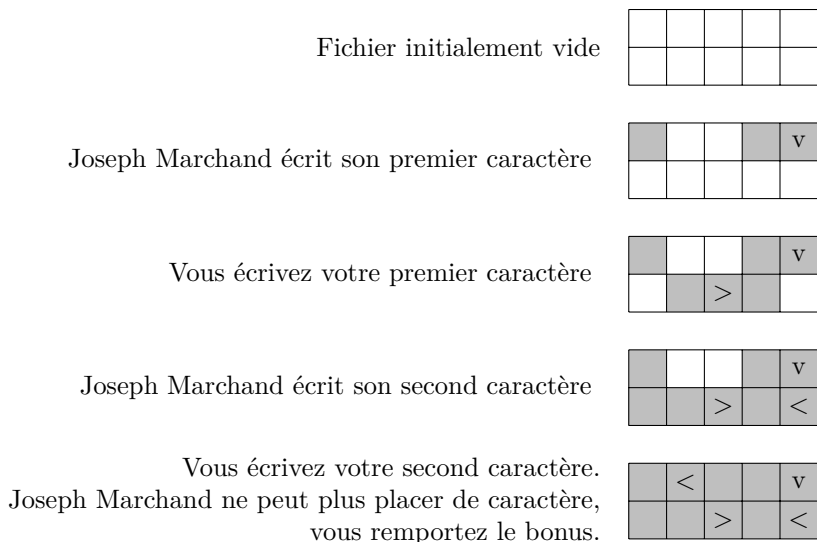 Fichier initialement vide
Joseph Marchand écrit son premier caractère
v
Vous écrivez votre premier caractère
v
>
Joseph Marchand écrit son second caractère
v
> <
Vous écrivez votre second caractère.
Joseph Marchand ne peut plus placer de caractère,
vous remportez le bonus.
< v
> <